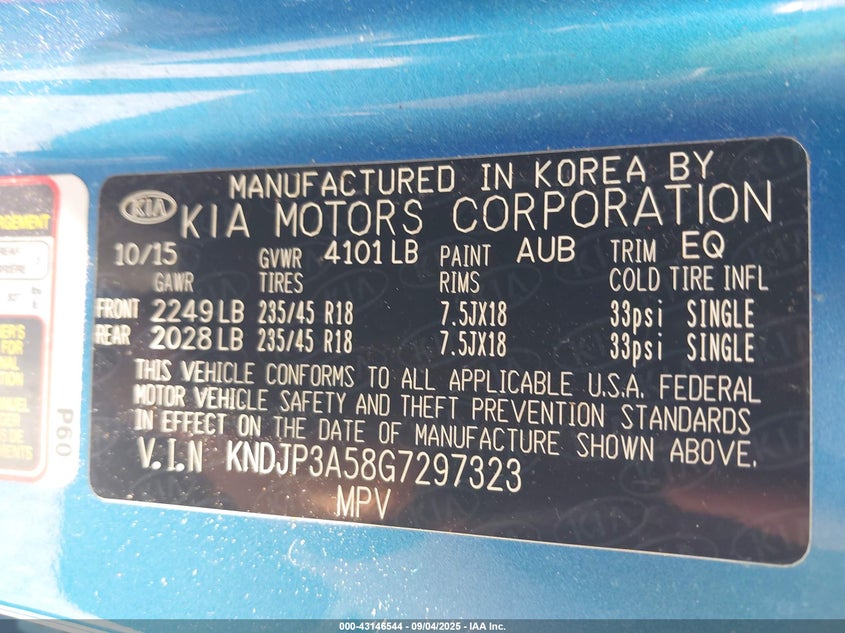 MANUFACTURED IN KOREA BY
KIA KIA MOTORS CORPORATION
10/15 GVWR 4101 LB PAINT AUB TRIM EQ
GAWR TIRES RIMS COLD TIRE INFL
FRONT 2249 LB 235/45 R18 7.5JX18 33psi SINGLE
REAR 2028 LB 235/45 R18 7.5JX18 33psi SINGLE
THIS VEHICLE CONFORMS TO ALL APPLICABLE U.S.A. FEDERAL
MOTOR VEHICLE SAFETY AND THEFT PREVENTION STANDARDS
IN EFFECT ON THE DATE OF MANUFACTURE SHOWN ABOVE.
V.I.N KNDJP3A58G7297323
MPV
P60
000-43146544 - 09/04/2025 - IAA Inc.